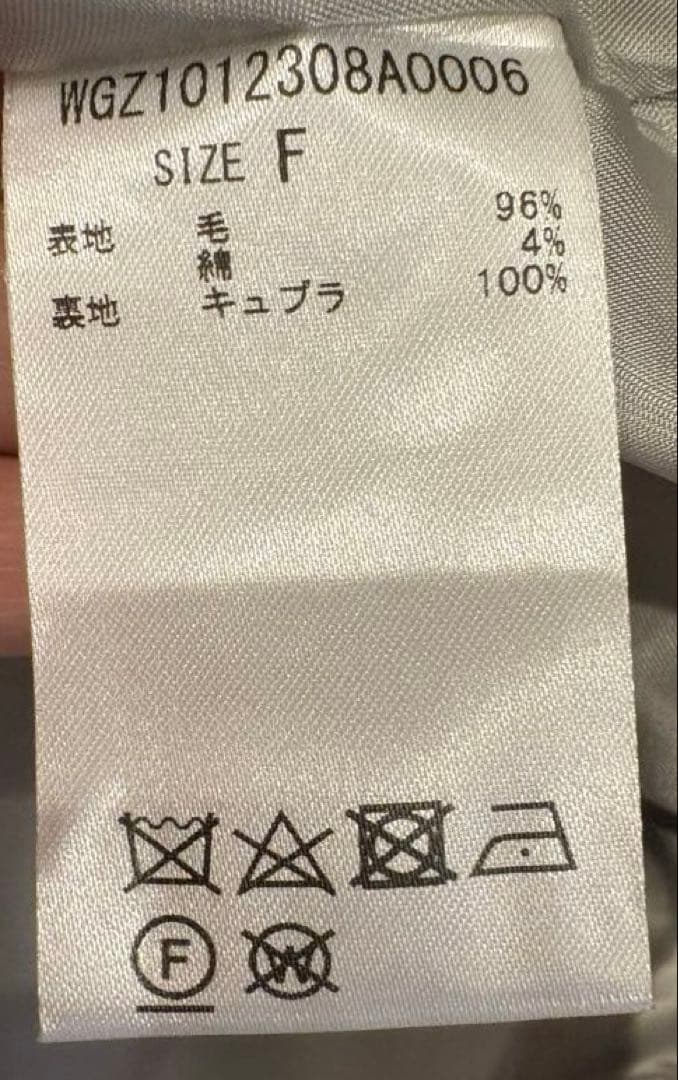 WGZ1012308A0006
SIZE F
表地 毛 96%
綿 4%
裏地 キュプラ 100%
F
W